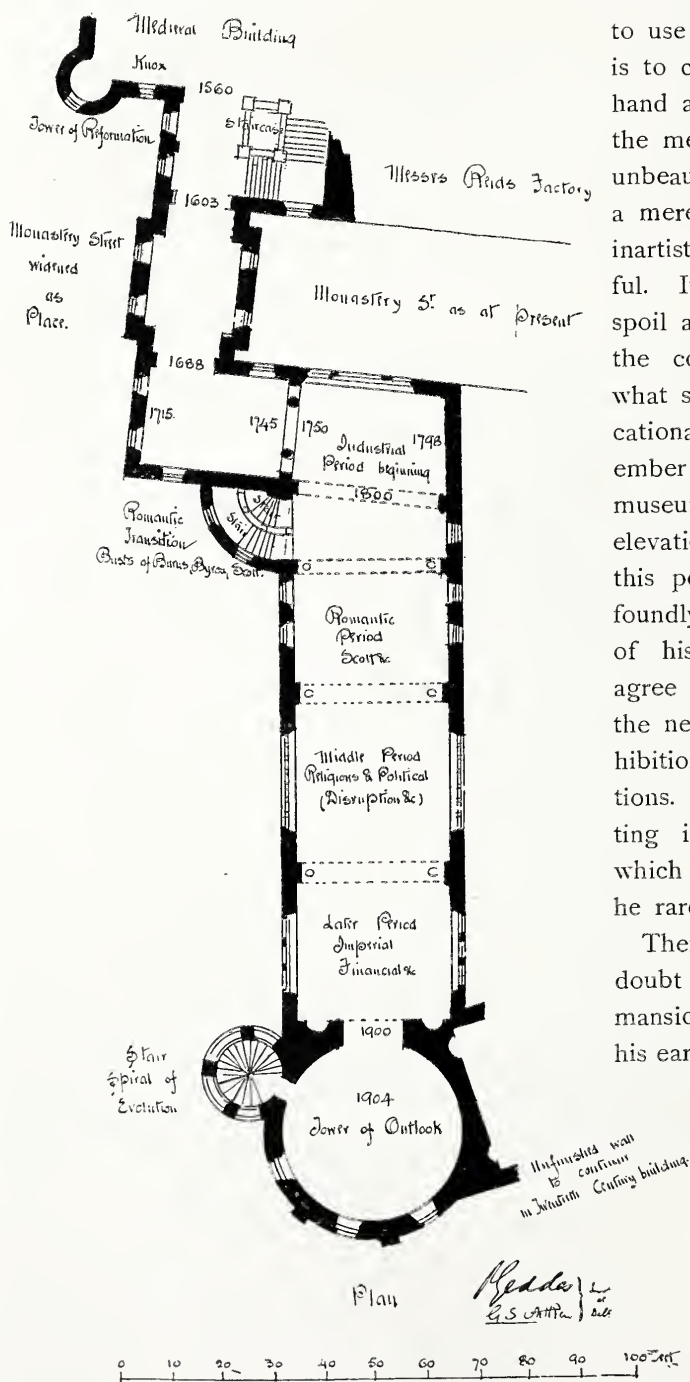 Medieval Building
Knox
1560
Tower of Reformation
Staircase
Messrs Reids Factory
1603
Monastery Street
widened
as
Place.
Monastery St. as at Present
1688
1715.
1745
1750
1798
Industrial
Period beginning
1800
Stair
Romantic
Transition
Busts of Burns, Byron, Scott.
Romantic
Period
Scott &c
Middle Period
Religious & Political
(Disruption &c)
Later Period
Imperial
Financial &c
1900
Stair
Spiral of
Evolution
1904
Tower of Outlook
Unfinished wall
to continue
in Twentieth Century building.
Plan
PGeddes
0 10 20 30 40 50 60 70 80 90 100 Feet
to use
is to c
hand a
the me
unbeau
a mere
inartist
ful. I
spoil a
the co
what s
cationa
ember
museu
elevati
this po
foundly
of his
agree
the ne
hibitio
tions.
ting i
which
he rar
The
doubt
mansio
his ear